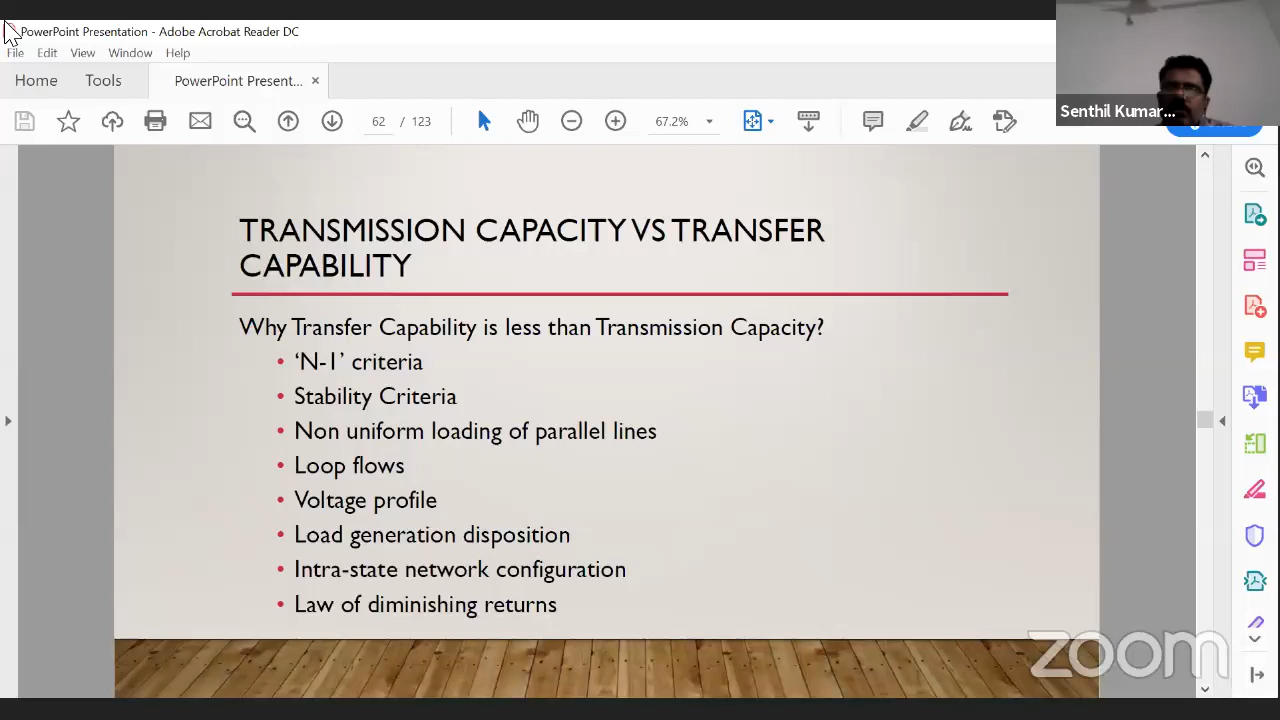 PowerPoint Presentation - Adobe Acrobat Reader DC
File Edit View Window Help
Home Tools PowerPoint Present... ×
62 / 123 67.2%
Senthil Kumar...
TRANSMISSION CAPACITY VS TRANSFER
CAPABILITY
Why Transfer Capability is less than Transmission Capacity?
• ‘N-1’ criteria
• Stability Criteria
• Non uniform loading of parallel lines
• Loop flows
• Voltage profile
• Load generation disposition
• Intra-state network configuration
• Law of diminishing returns
zoom